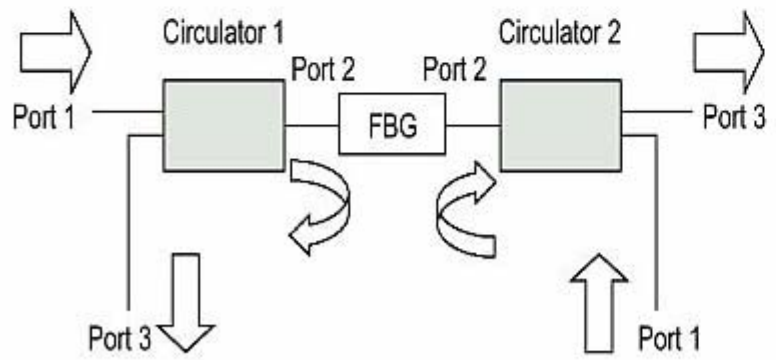 Circulator 1
Circulator 2
Port 2
Port 2
Port 1
FBG
Port 3
Port 3
Port 1